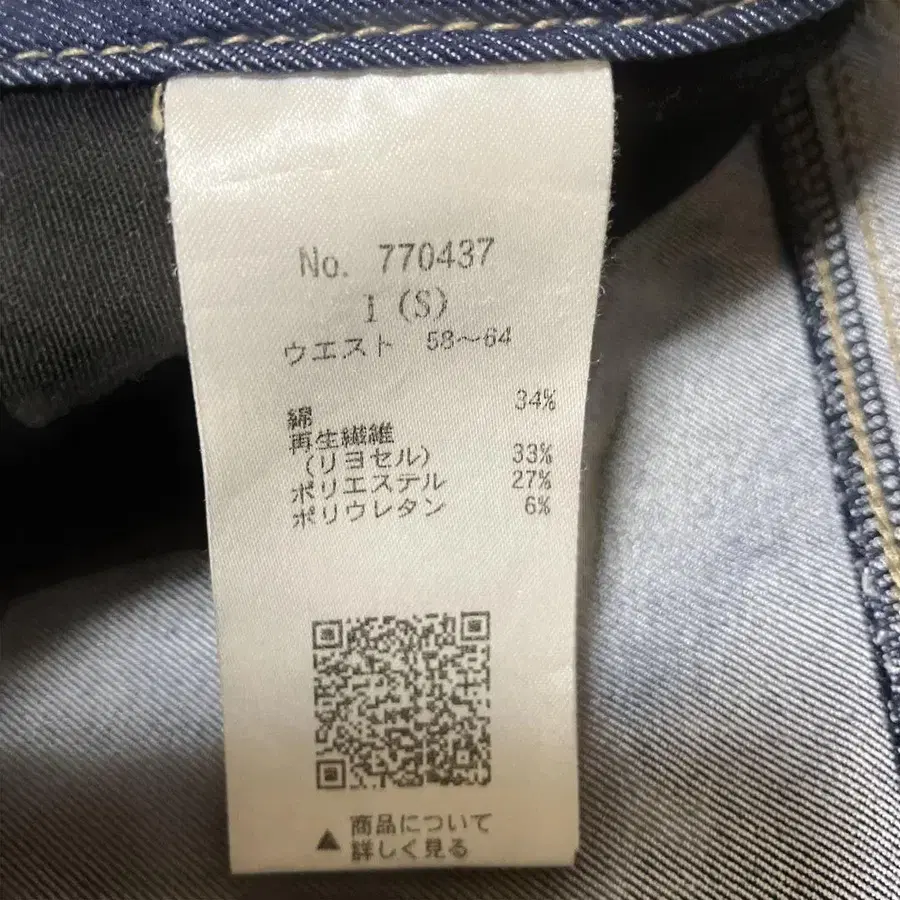 No. 770437
1 (S)
ウエスト 58～64
綿 34%
再生繊維
(リヨセル) 33%
ポリエステル 27%
ポリウレタン 6%
▲ 商品について
詳しく見る